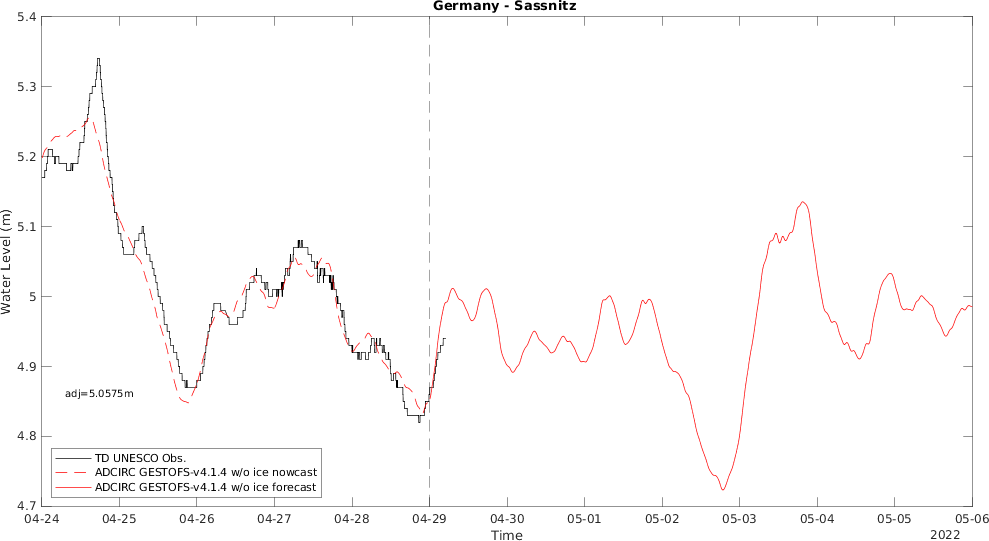 Germany - Sassnitz
5.4
5.3
5.2
5.1
5
4.9
4.8
4.7
Water Level (m)
adj=5.0575m
TD UNESCO Obs.
ADCIRC GESTOFS-v4.1.4 w/o ice nowcast
ADCIRC GESTOFS-v4.1.4 w/o ice forecast
04-24 04-25 04-26 04-27 04-28 04-29 04-30 05-01 05-02 05-03 05-04 05-05 05-06
Time
2022